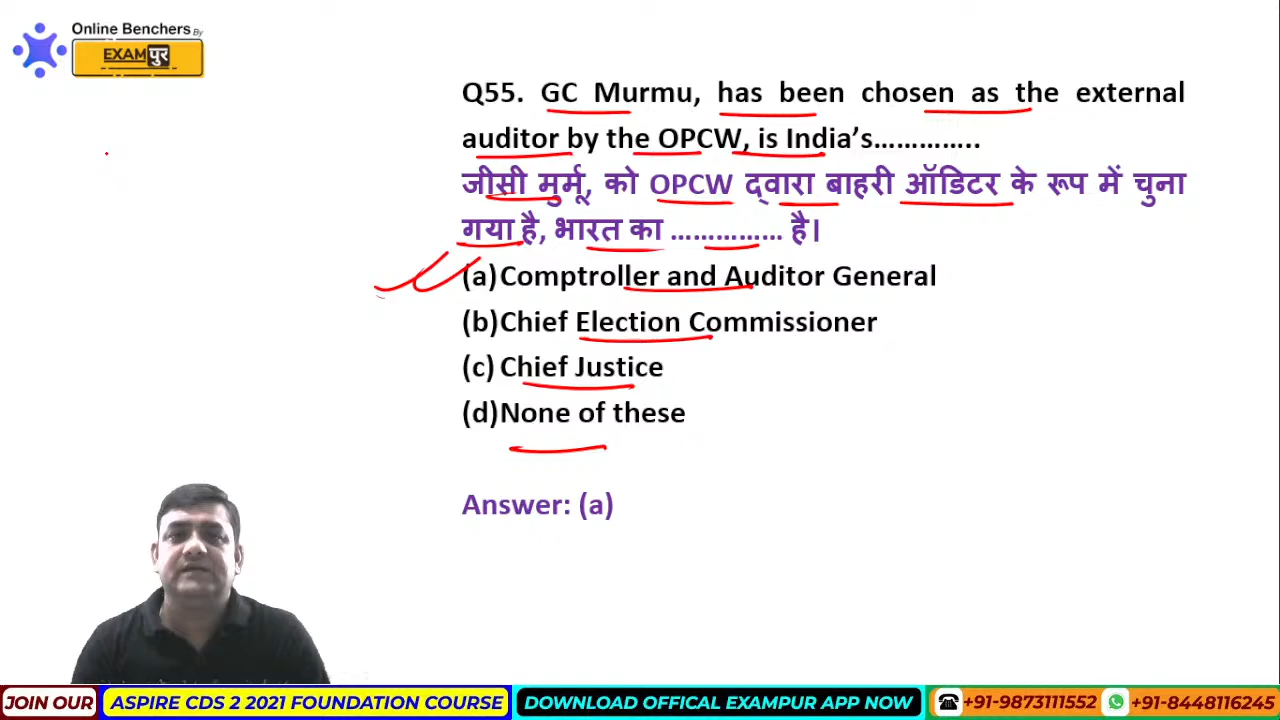 Online Benchers By
EXAMपुर
Q55. GC Murmu, has been chosen as the external
auditor by the OPCW, is India’s…………..
जीसी मुर्मू, को OPCW द्वारा बाहरी ऑडिटर के रूप में चुना
गया है, भारत का …………… है।
(a)Comptroller and Auditor General
(b)Chief Election Commissioner
(c) Chief Justice
(d)None of these
Answer: (a)
JOIN OUR ASPIRE CDS 2 2021 FOUNDATION COURSE DOWNLOAD OFFICAL EXAMPUR APP NOW +91-9873111552 +91-8448116245